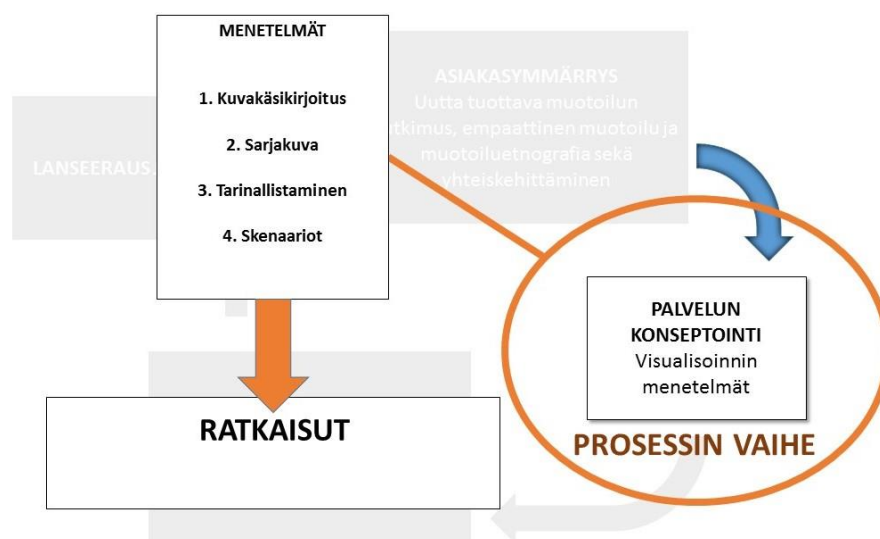 MENETELMÄT
1. Kuvakäsikirjoitus
2. Sarjakuva
3. Tarinallistaminen
4. Skenaariot
LANSEERAUS
ASIAKASYMMÄRRYS
Uutta tuottava muotoilun
tkimus, empaattinen muotoilu ja
muotoiluetnografia sekä
yhteiskehittäminen
PALVELUN
KONSEPTOINTI
Visualisoinnin
menetelmät
PROSESSIN VAIHE
RATKAISUT